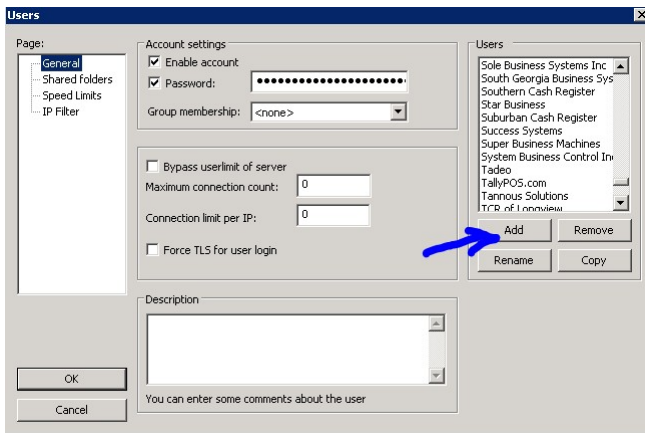 Users
Page:
General
Shared folders
Speed Limits
IP Filter
OK
Cancel
Account settings
Enable account
Password:
Group membership: <none>
Bypass userlimit of server
Maximum connection count: 0
Connection limit per IP: 0
Force TLS for user login
Description
You can enter some comments about the user
Users
Sole Business Systems Inc
South Georgia Business Sys
Southern Cash Register
Star Business
Suburban Cash Register
Success Systems
Super Business Machines
System Business Control In
Tadeo
TallyPOS.com
Tannous Solutions
TCR of Longview
Add Remove
Rename Copy